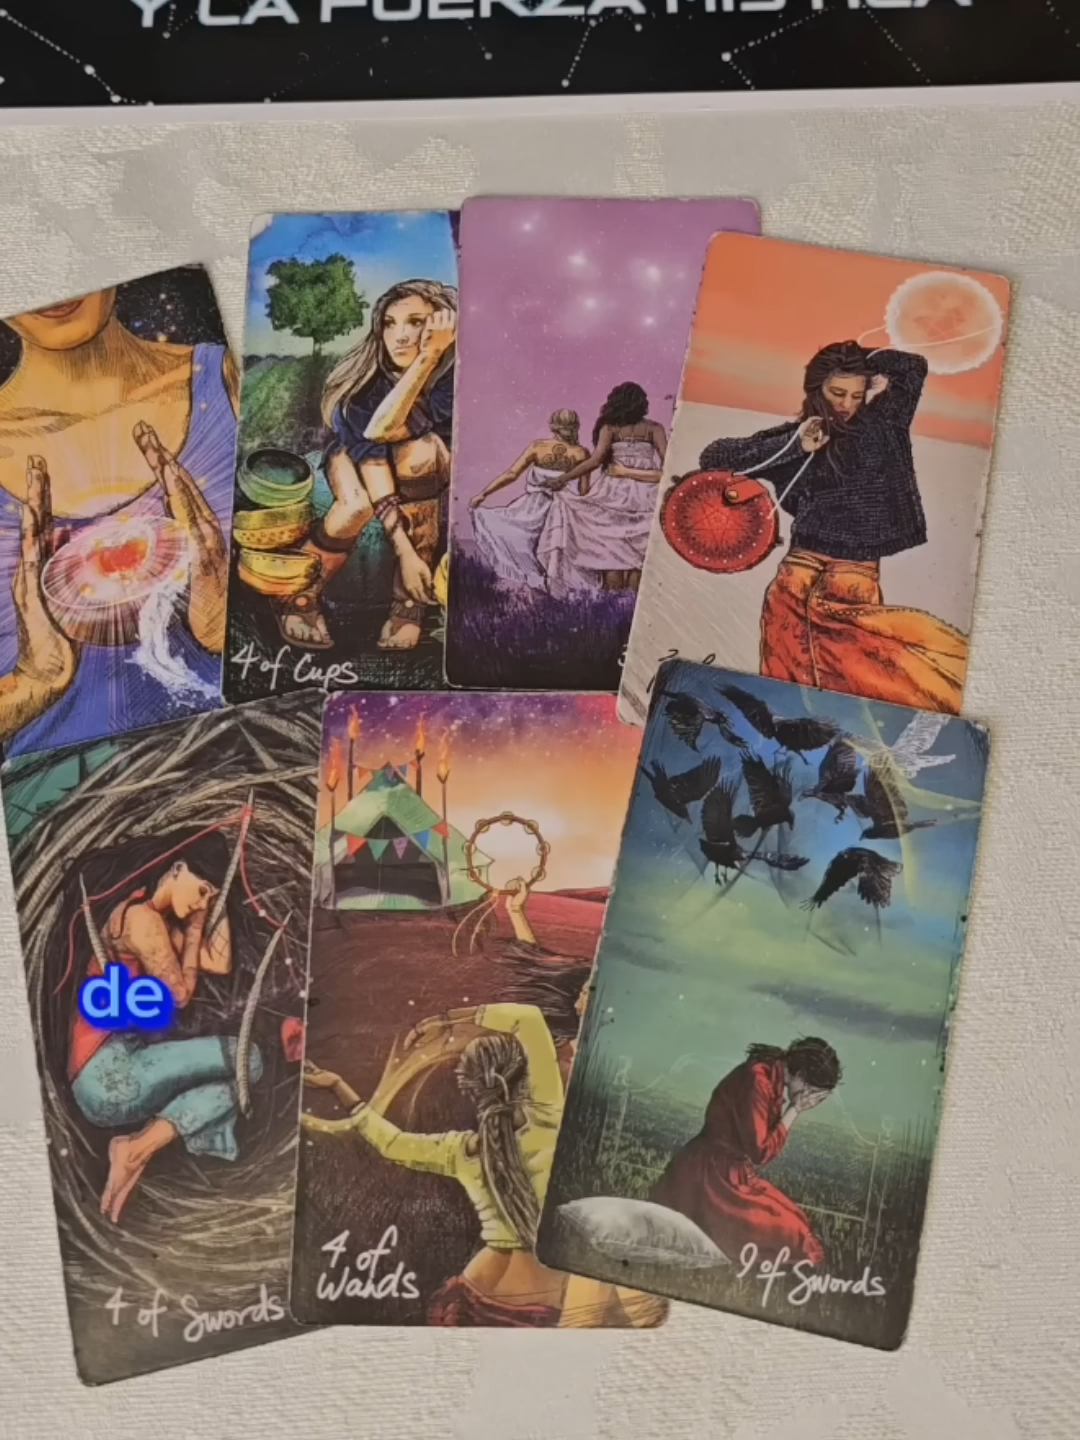 Y LA FUERZA MISTICA
4 of Cups
de
4 of Swords
4 of
Wands
9 of Swords